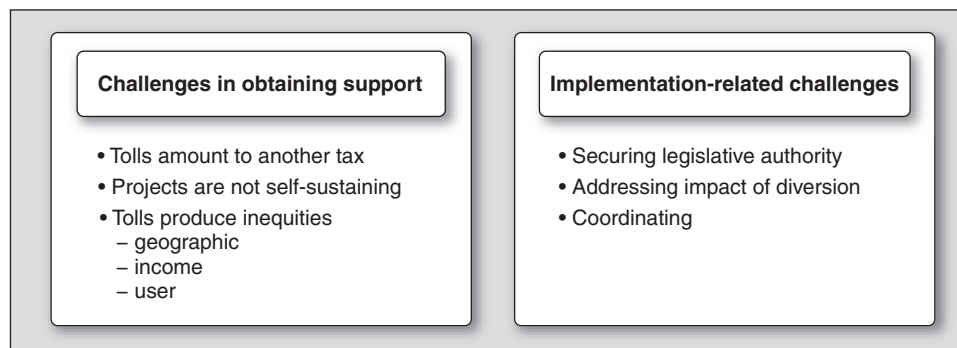 Challenges in obtaining support
• Tolls amount to another tax
• Projects are not self-sustaining
• Tolls produce inequities
– geographic
– income
– user
Implementation-related challenges
• Securing legislative authority
• Addressing impact of diversion
• Coordinating